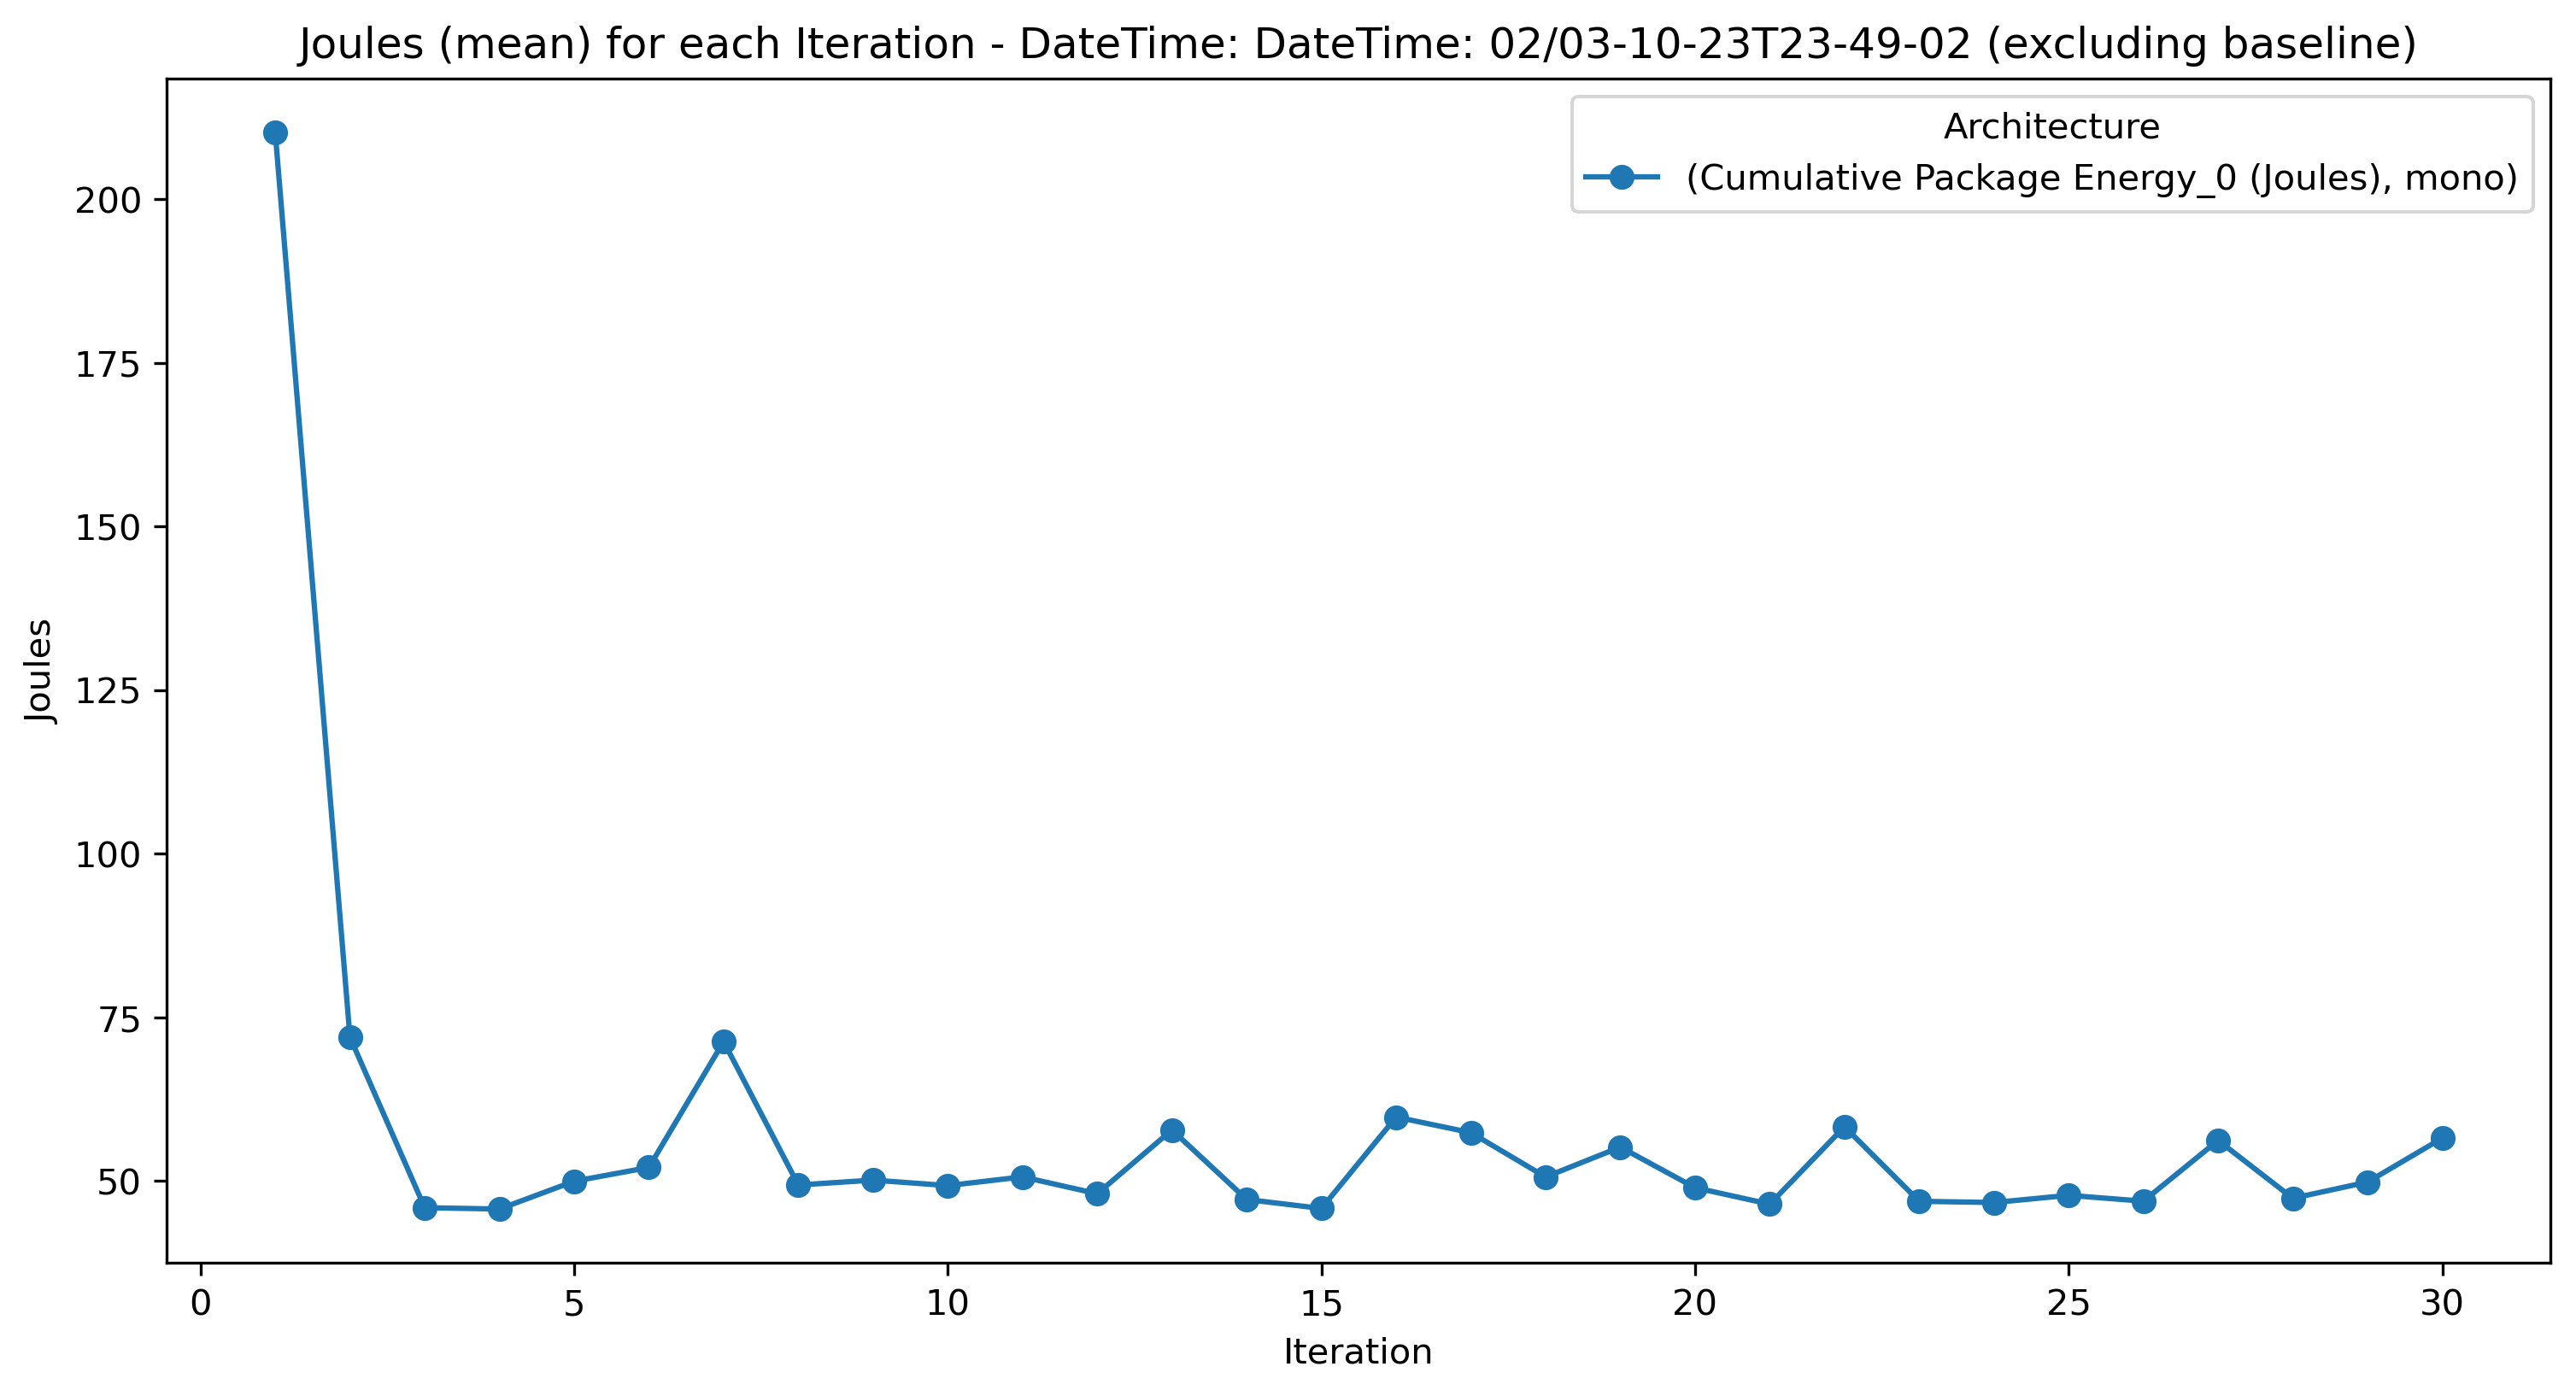 Joules (mean) for each Iteration - DateTime: DateTime: 02/03-10-23T23-49-02 (excluding baseline)
Architecture
(Cumulative Package Energy_0 (Joules), mono)
Joules
200
175
150
125
100
75
50
0 5 10 15 20 25 30
Iteration